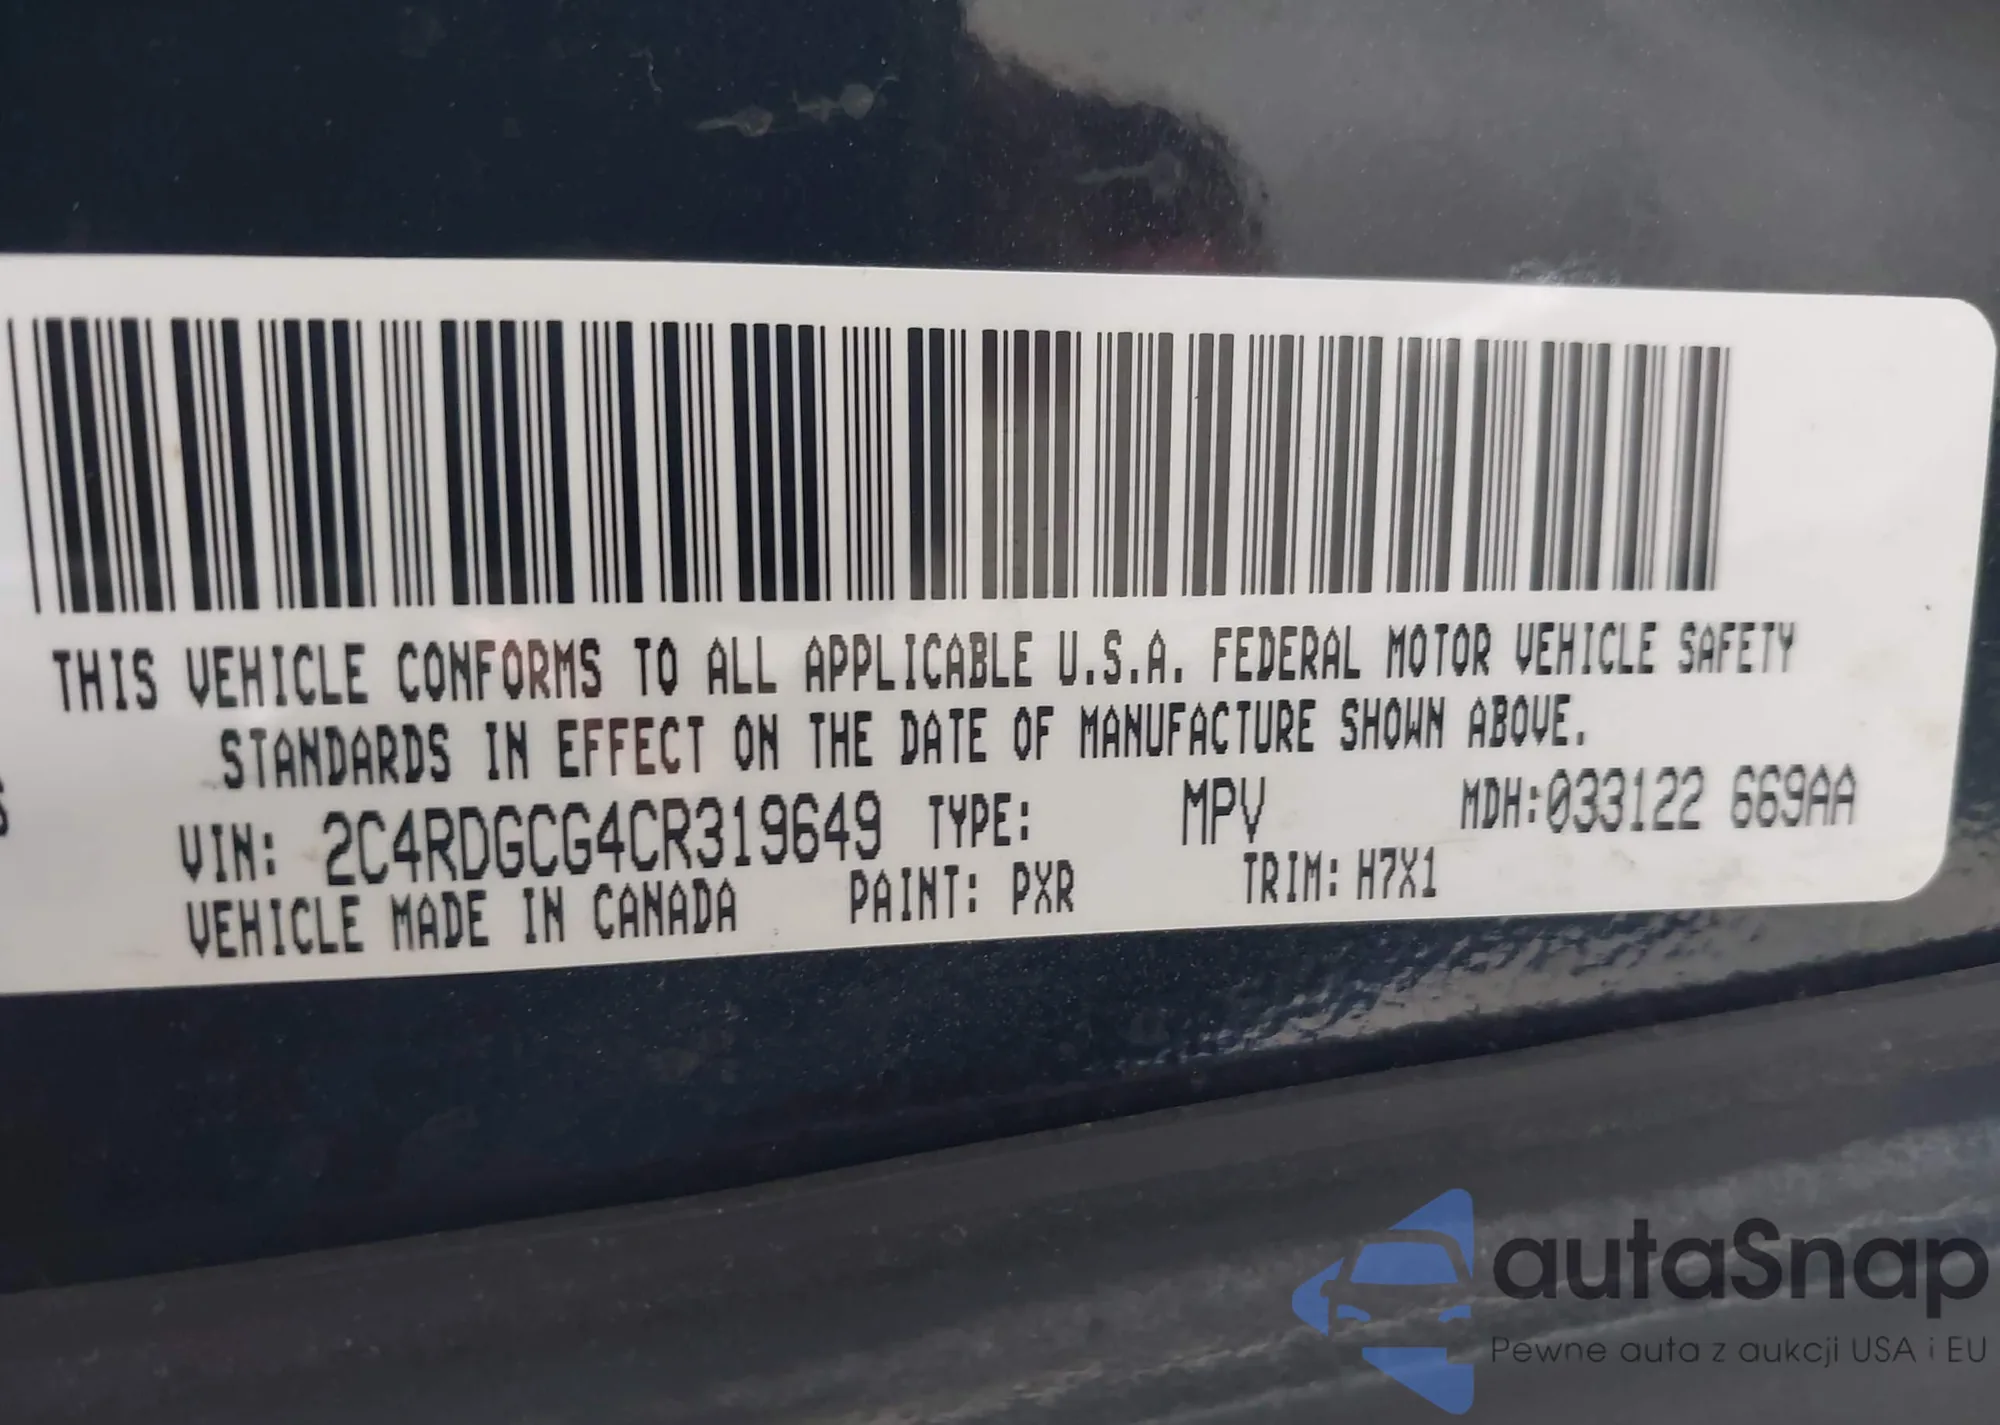 THIS VEHICLE CONFORMS TO ALL APPLICABLE U.S.A. FEDERAL MOTOR VEHICLE SAFETY
STANDARDS IN EFFECT ON THE DATE OF MANUFACTURE SHOWN ABOVE.
VIN: 2C4RDGCG4CR319649 TYPE: MPV MDH:033122 669AA
VEHICLE MADE IN CANADA PAINT: PXR TRIM: H7X1
autaSnap
Pewne auta z aukcji USA i EU